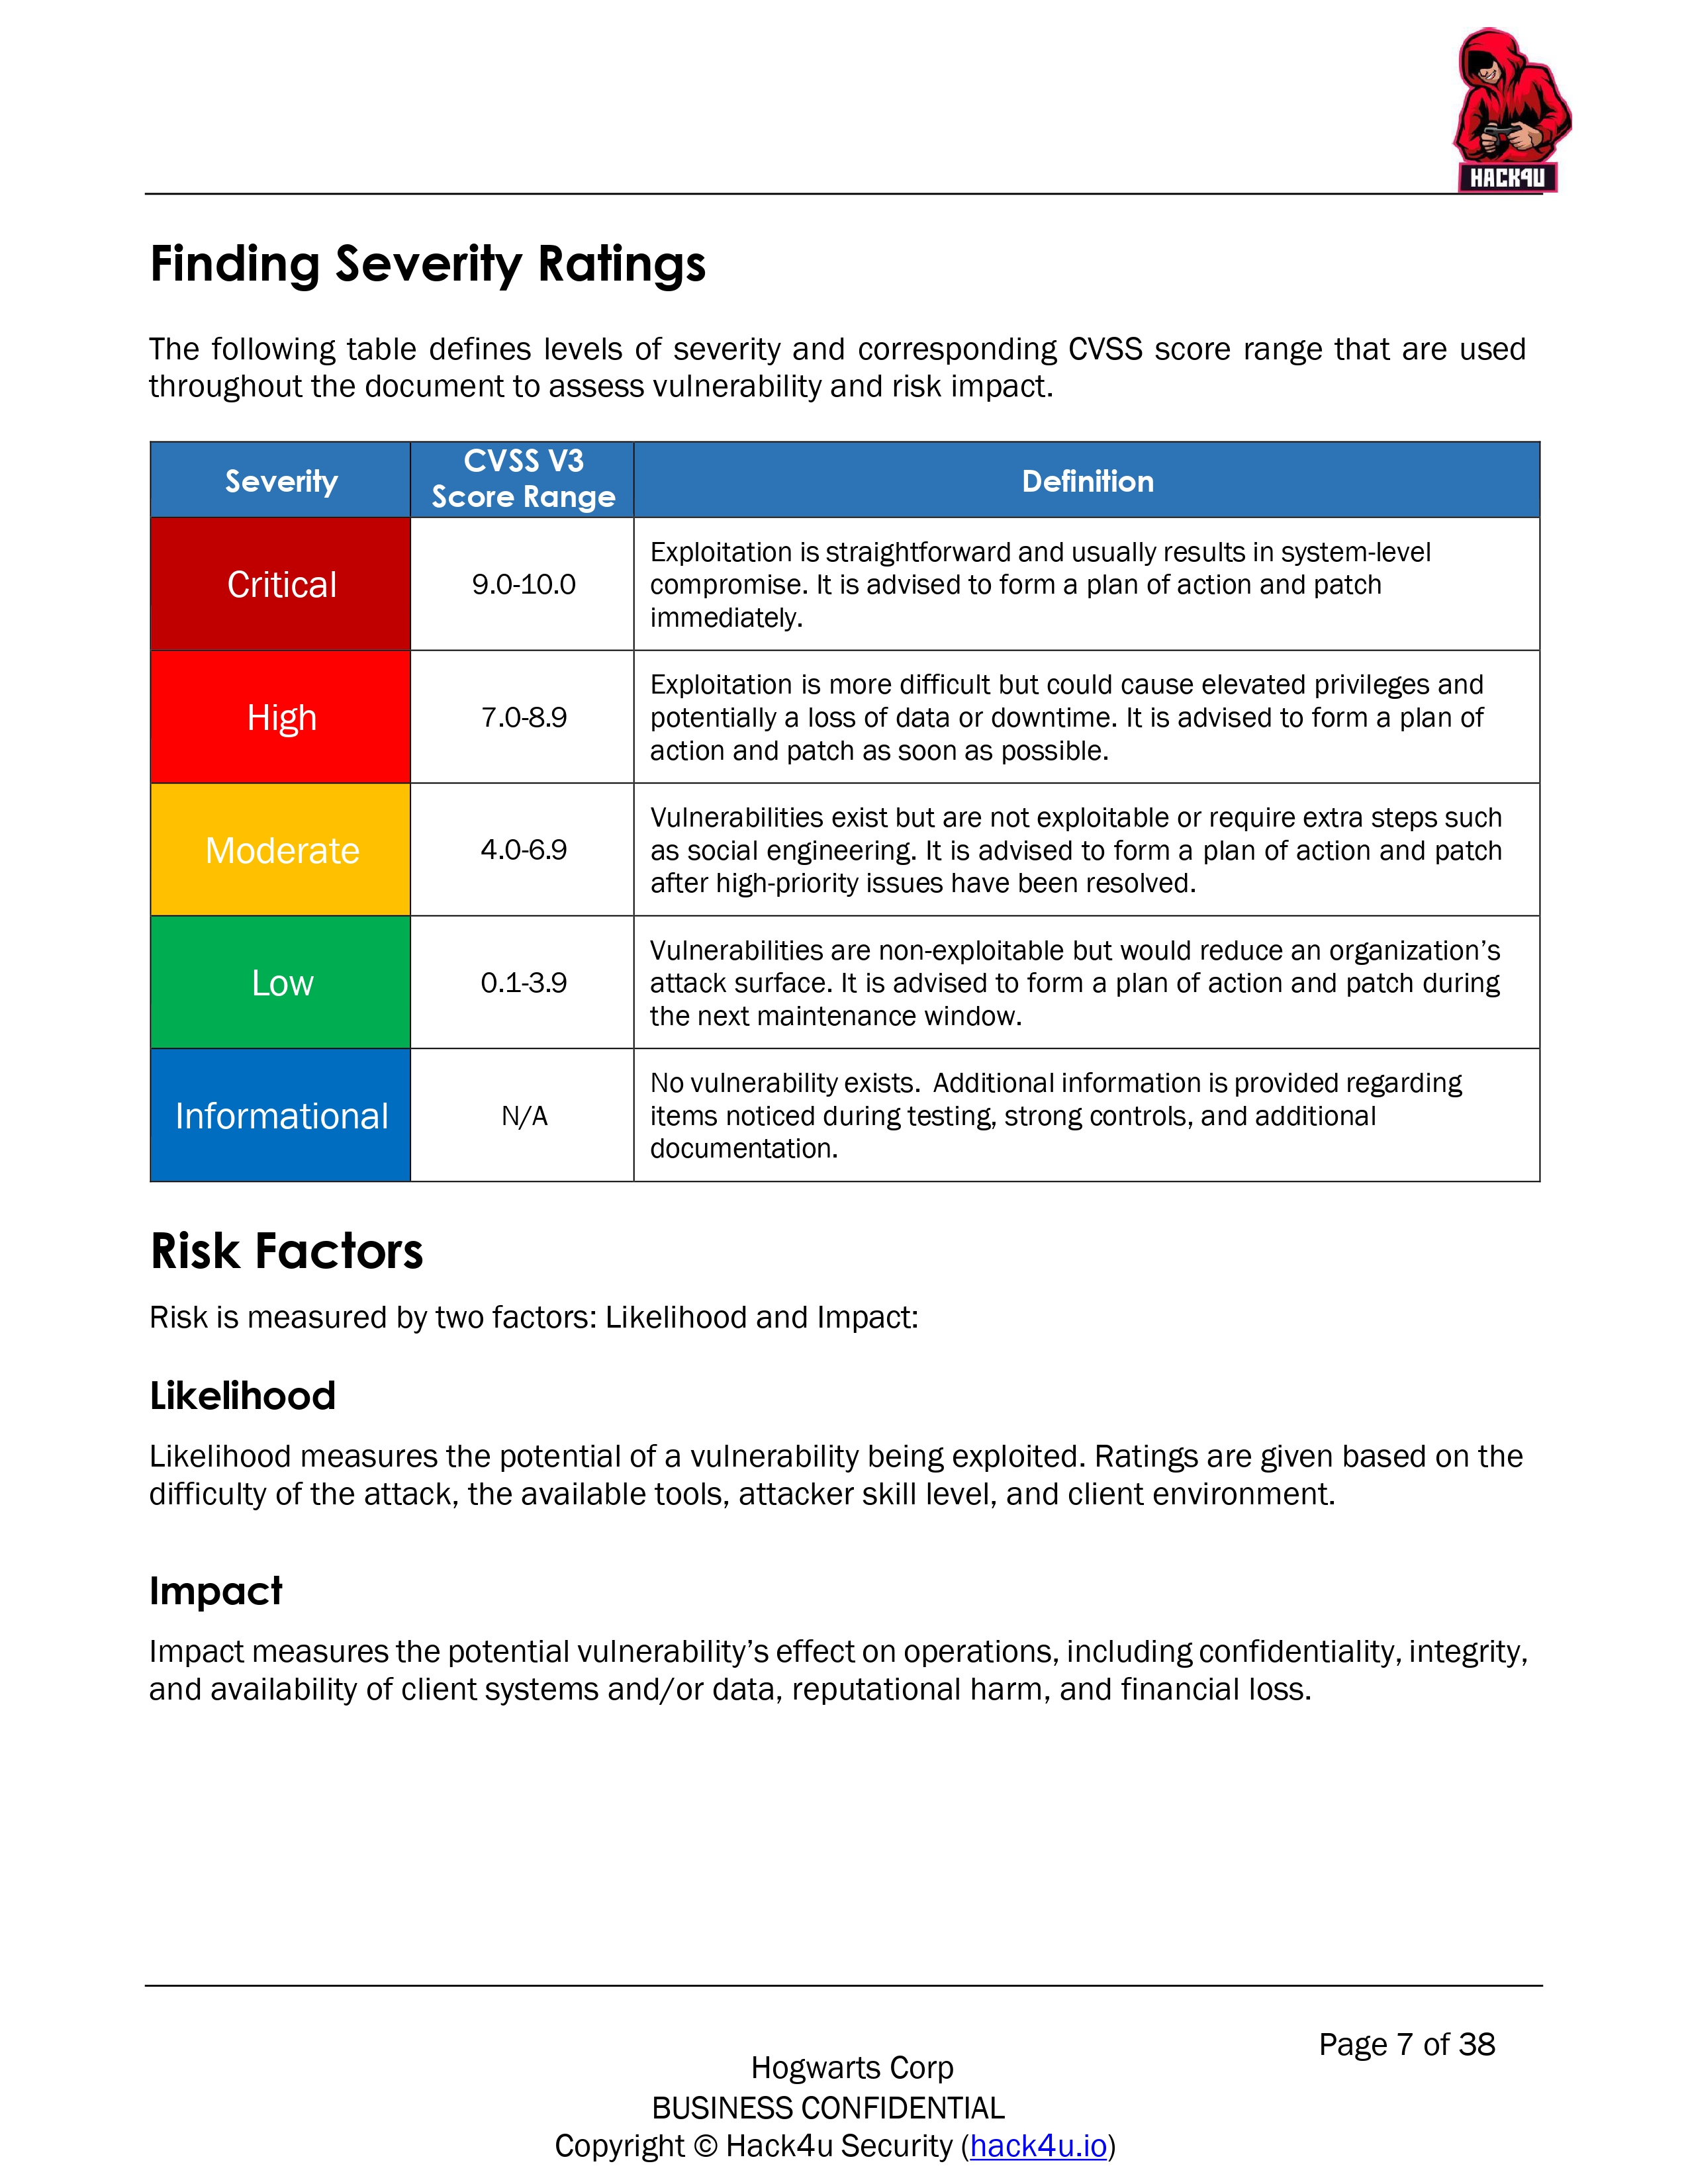 HACK4U
Finding Severity Ratings
The following table defines levels of severity and corresponding CVSS score range that are used
throughout the document to assess vulnerability and risk impact.
Severity
CVSS V3
Score Range
Definition
Critical
9.0-10.0
Exploitation is straightforward and usually results in system-level
compromise. It is advised to form a plan of action and patch
immediately.
High
7.0-8.9
Exploitation is more difficult but could cause elevated privileges and
potentially a loss of data or downtime. It is advised to form a plan of
action and patch as soon as possible.
Moderate
4.0-6.9
Vulnerabilities exist but are not exploitable or require extra steps such
as social engineering. It is advised to form a plan of action and patch
after high-priority issues have been resolved.
Low
0.1-3.9
Vulnerabilities are non-exploitable but would reduce an organization’s
attack surface. It is advised to form a plan of action and patch during
the next maintenance window.
Informational
N/A
No vulnerability exists. Additional information is provided regarding
items noticed during testing, strong controls, and additional
documentation.
Risk Factors
Risk is measured by two factors: Likelihood and Impact:
Likelihood
Likelihood measures the potential of a vulnerability being exploited. Ratings are given based on the
difficulty of the attack, the available tools, attacker skill level, and client environment.
Impact
Impact measures the potential vulnerability’s effect on operations, including confidentiality, integrity,
and availability of client systems and/or data, reputational harm, and financial loss.
Page 7 of 38
Hogwarts Corp
BUSINESS CONFIDENTIAL
Copyright © Hack4u Security (hack4u.io)